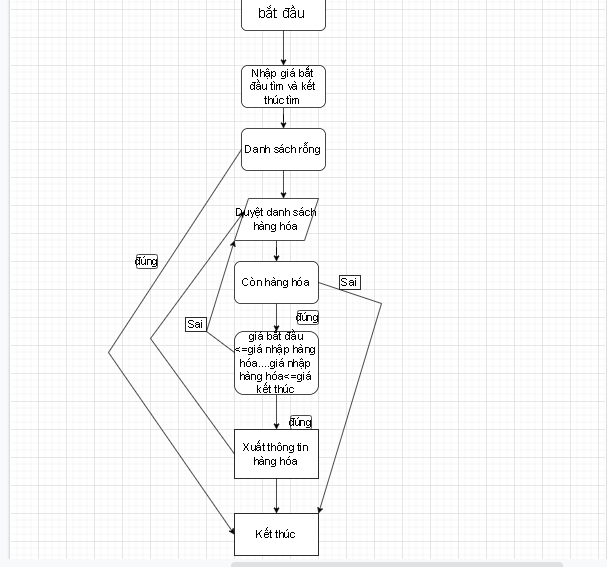 bắt đầu
Nhập giá bắt
đầu tìm và kết
thúc tìm
Danh sách rỗng
Duyệt danh sách
hàng hóa
đúng
Còn hàng hóa
Sai
đúng
Sai
giá bắt đầu
<=giá nhập hàng
hóa....giá nhập
hàng hóa<=giá
kết thúc
đúng
Xuất thông tin
hàng hóa
Kết thúc